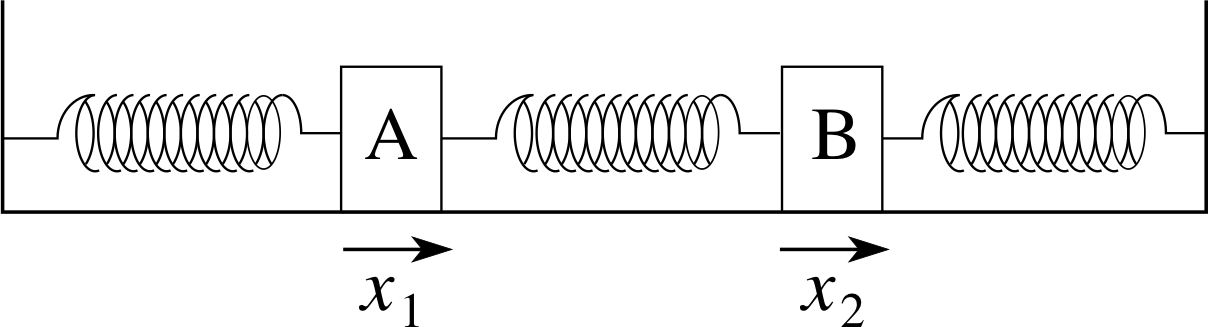 A B
x₁ x₂